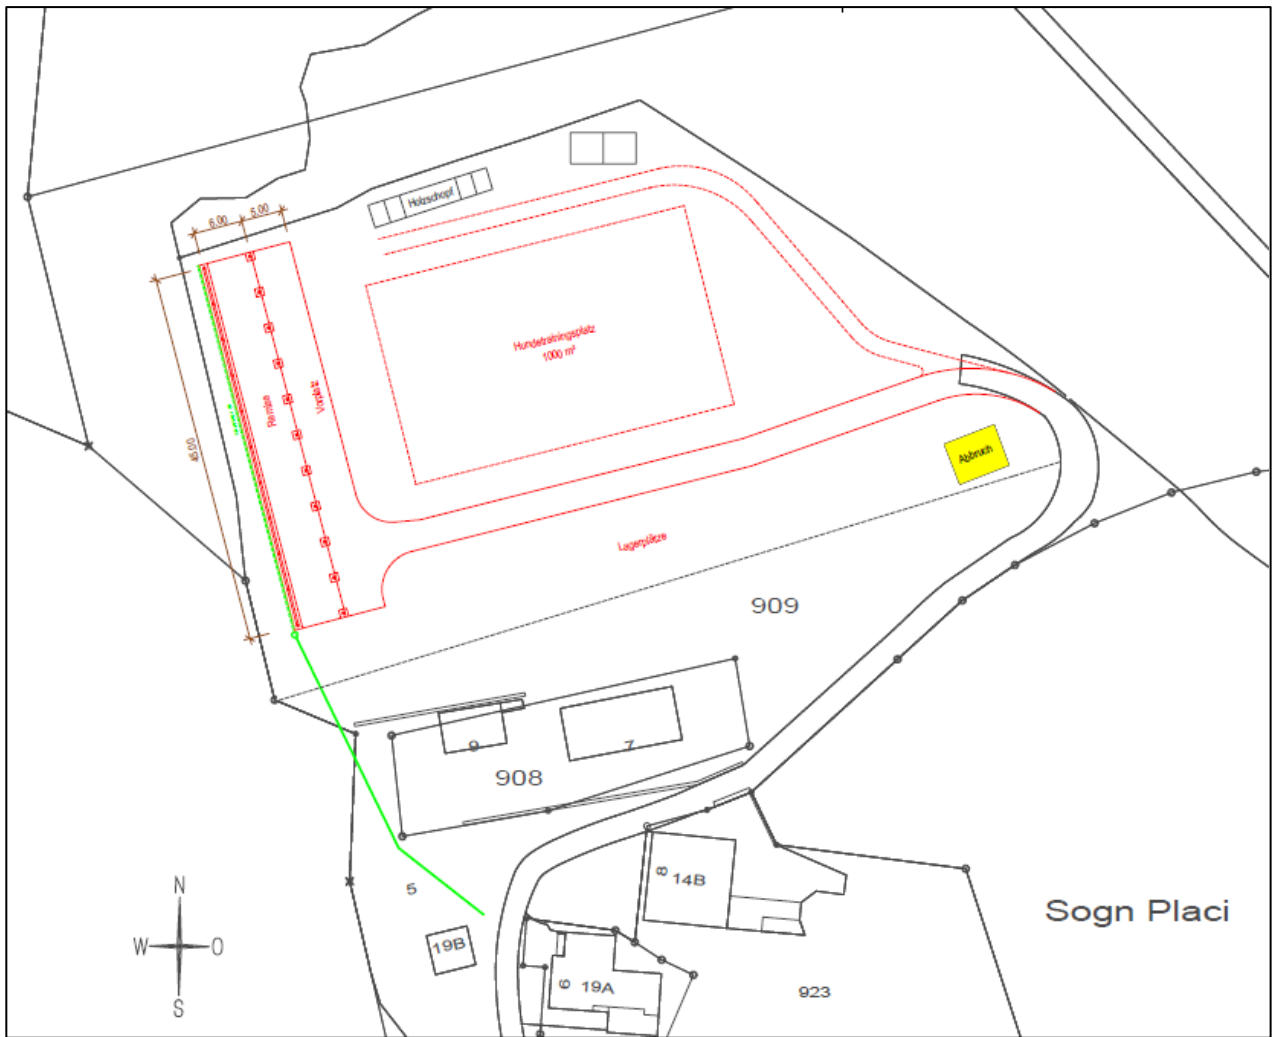 Holzschopf
6.00
5.00
Hundetrainingsplatz
1000 m²
Vorplatz
Remise
45.00
Abbruch
Lagerplätze
909
9
7
908
5
8
14B
Sogn Placi
N
W
O
S
19B
6
19A
923